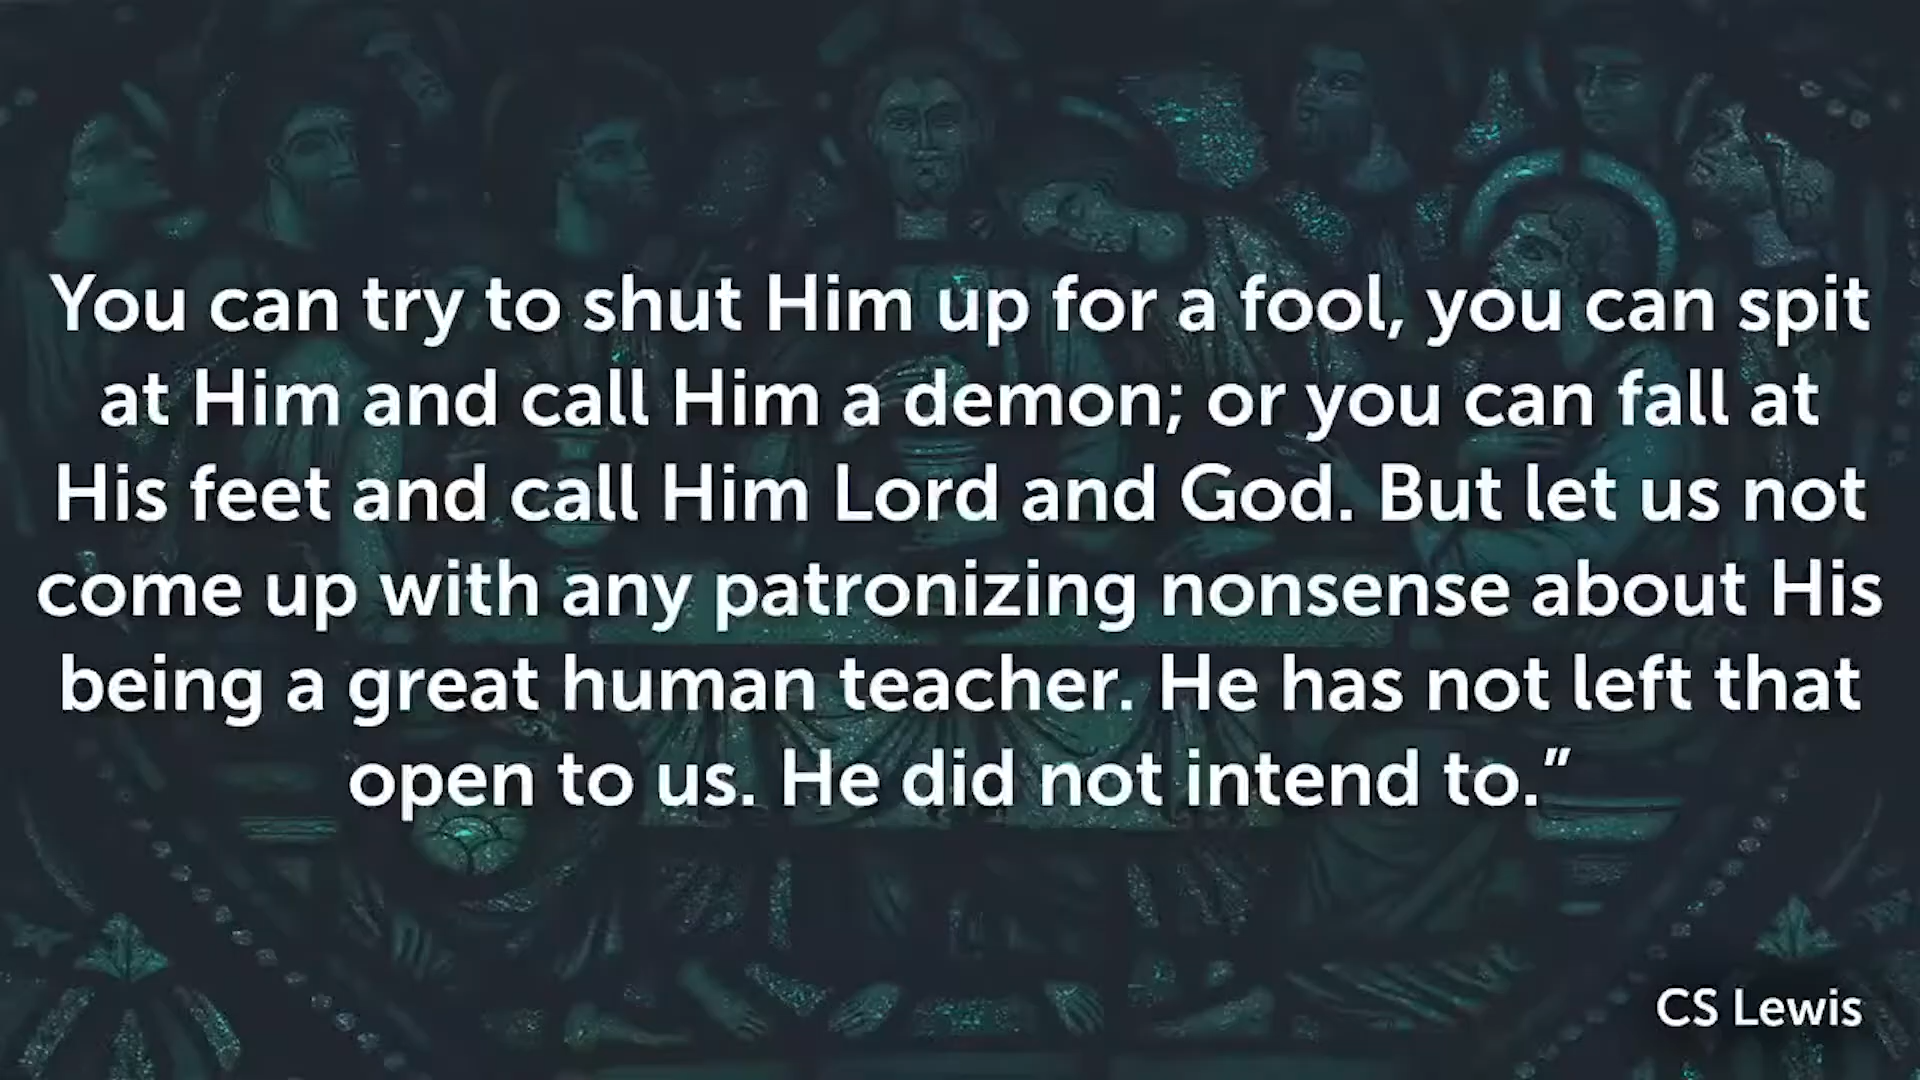 You can try to shut Him up for a fool, you can spit
at Him and call Him a demon; or you can fall at
His feet and call Him Lord and God. But let us not
come up with any patronizing nonsense about His
being a great human teacher. He has not left that
open to us. He did not intend to.”
CS Lewis